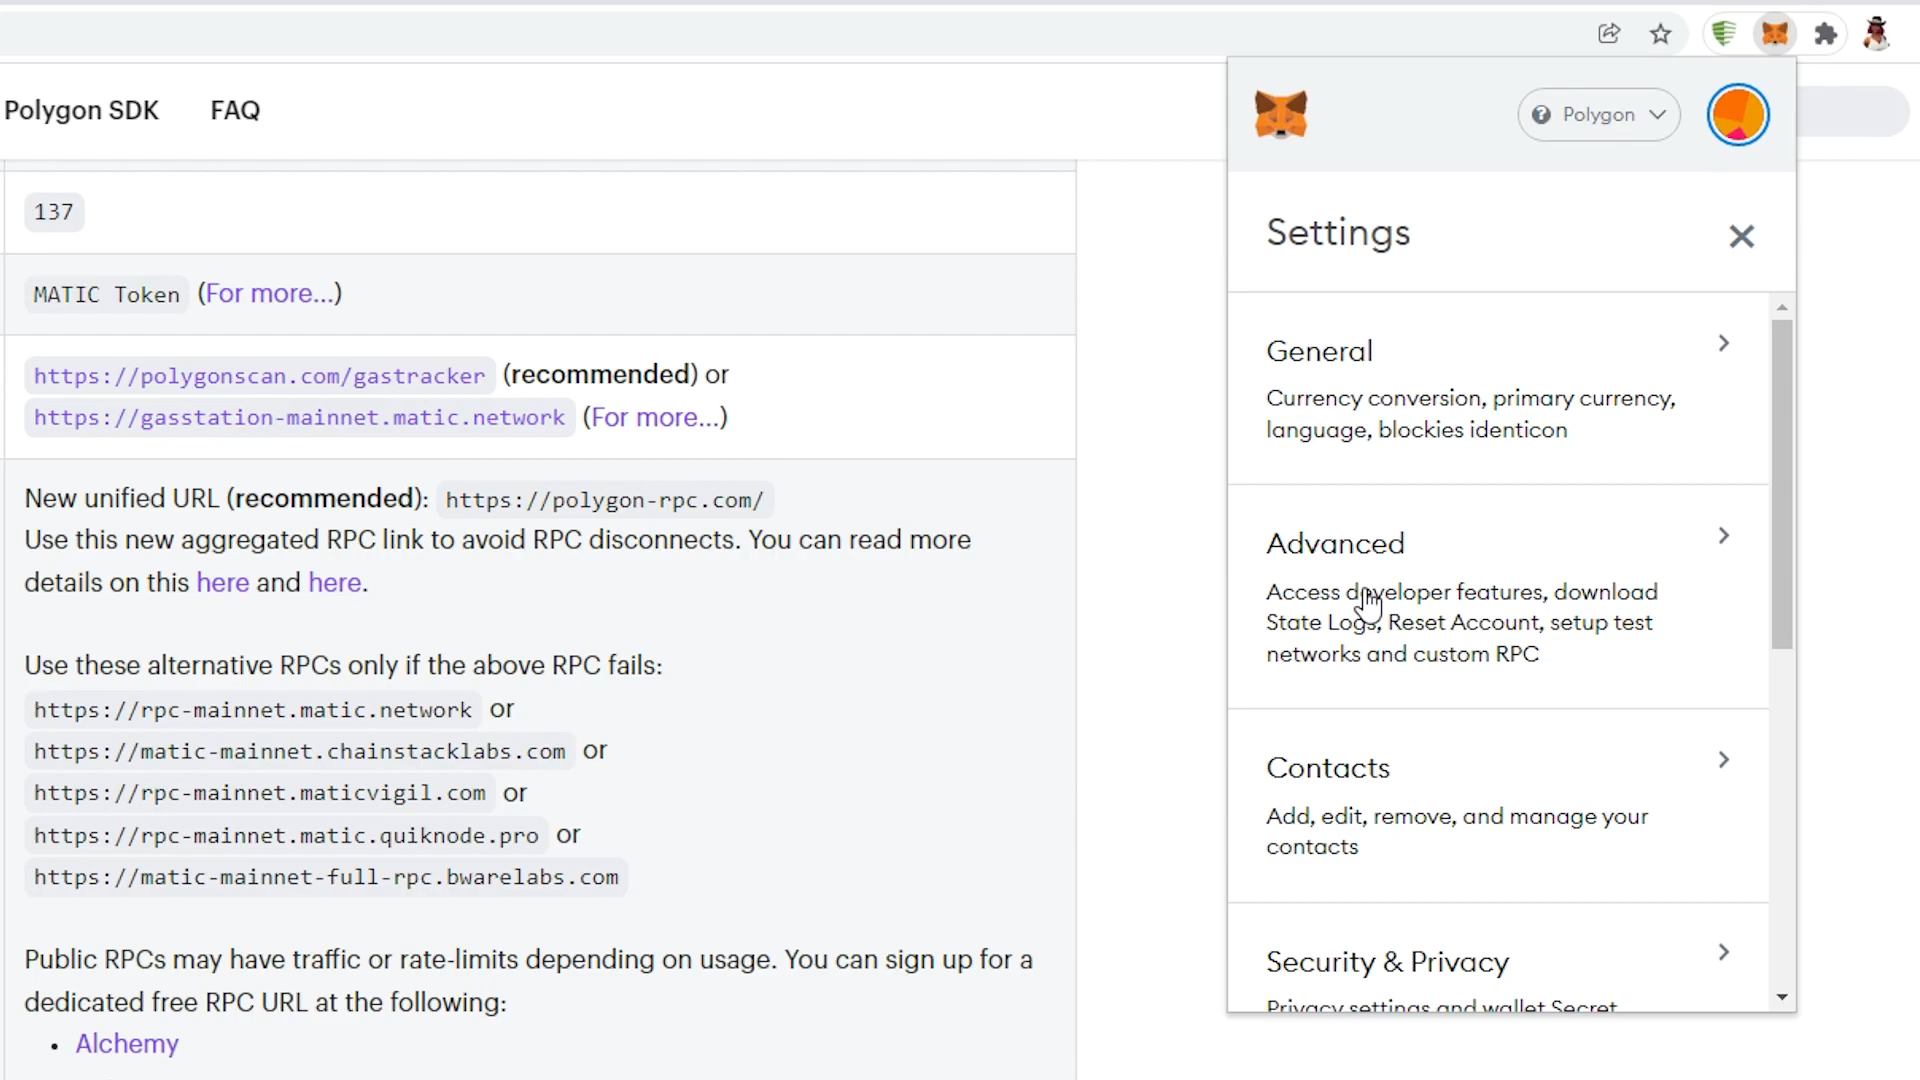 Polygon SDK FAQ
137
MATIC Token (For more...)
https://polygonscan.com/gastracker (recommended) or
https://gasstation-mainnet.matic.network (For more...)
New unified URL (recommended): https://polygon-rpc.com/
Use this new aggregated RPC link to avoid RPC disconnects. You can read more
details on this here and here.
Use these alternative RPCs only if the above RPC fails:
https://rpc-mainnet.matic.network or
https://matic-mainnet.chainstacklabs.com or
https://rpc-mainnet.maticvigil.com or
https://rpc-mainnet.matic.quiknode.pro or
https://matic-mainnet-full-rpc.bwarelabs.com
Public RPCs may have traffic or rate-limits depending on usage. You can sign up for a
dedicated free RPC URL at the following:
• Alchemy
? Polygon
Settings
General
Currency conversion, primary currency,
language, blockies identicon
Advanced
Access developer features, download
State Logs, Reset Account, setup test
networks and custom RPC
Contacts
Add, edit, remove, and manage your
contacts
Security & Privacy
Privacy settings and wallet Secret